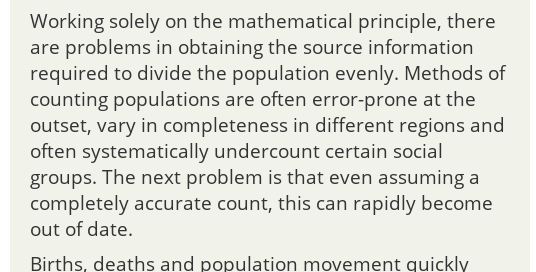 Working solely on the mathematical principle, there
are problems in obtaining the source information
required to divide the population evenly. Methods of
counting populations are often error-prone at the
outset, vary in completeness in different regions and
often systematically undercount certain social
groups. The next problem is that even assuming a
completely accurate count, this can rapidly become
out of date.
Births, deaths and population movement quickly